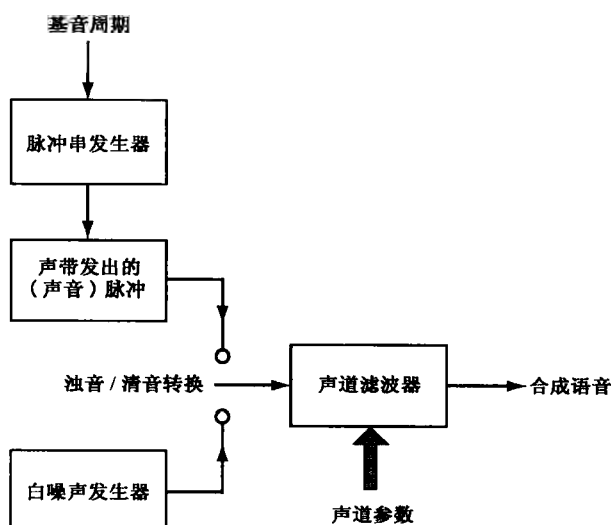 基音周期
脉冲串发生器
声带发出的
（声音）脉冲
浊音/清音转换
声道滤波器
合成语音
白噪声发生器
声道参数